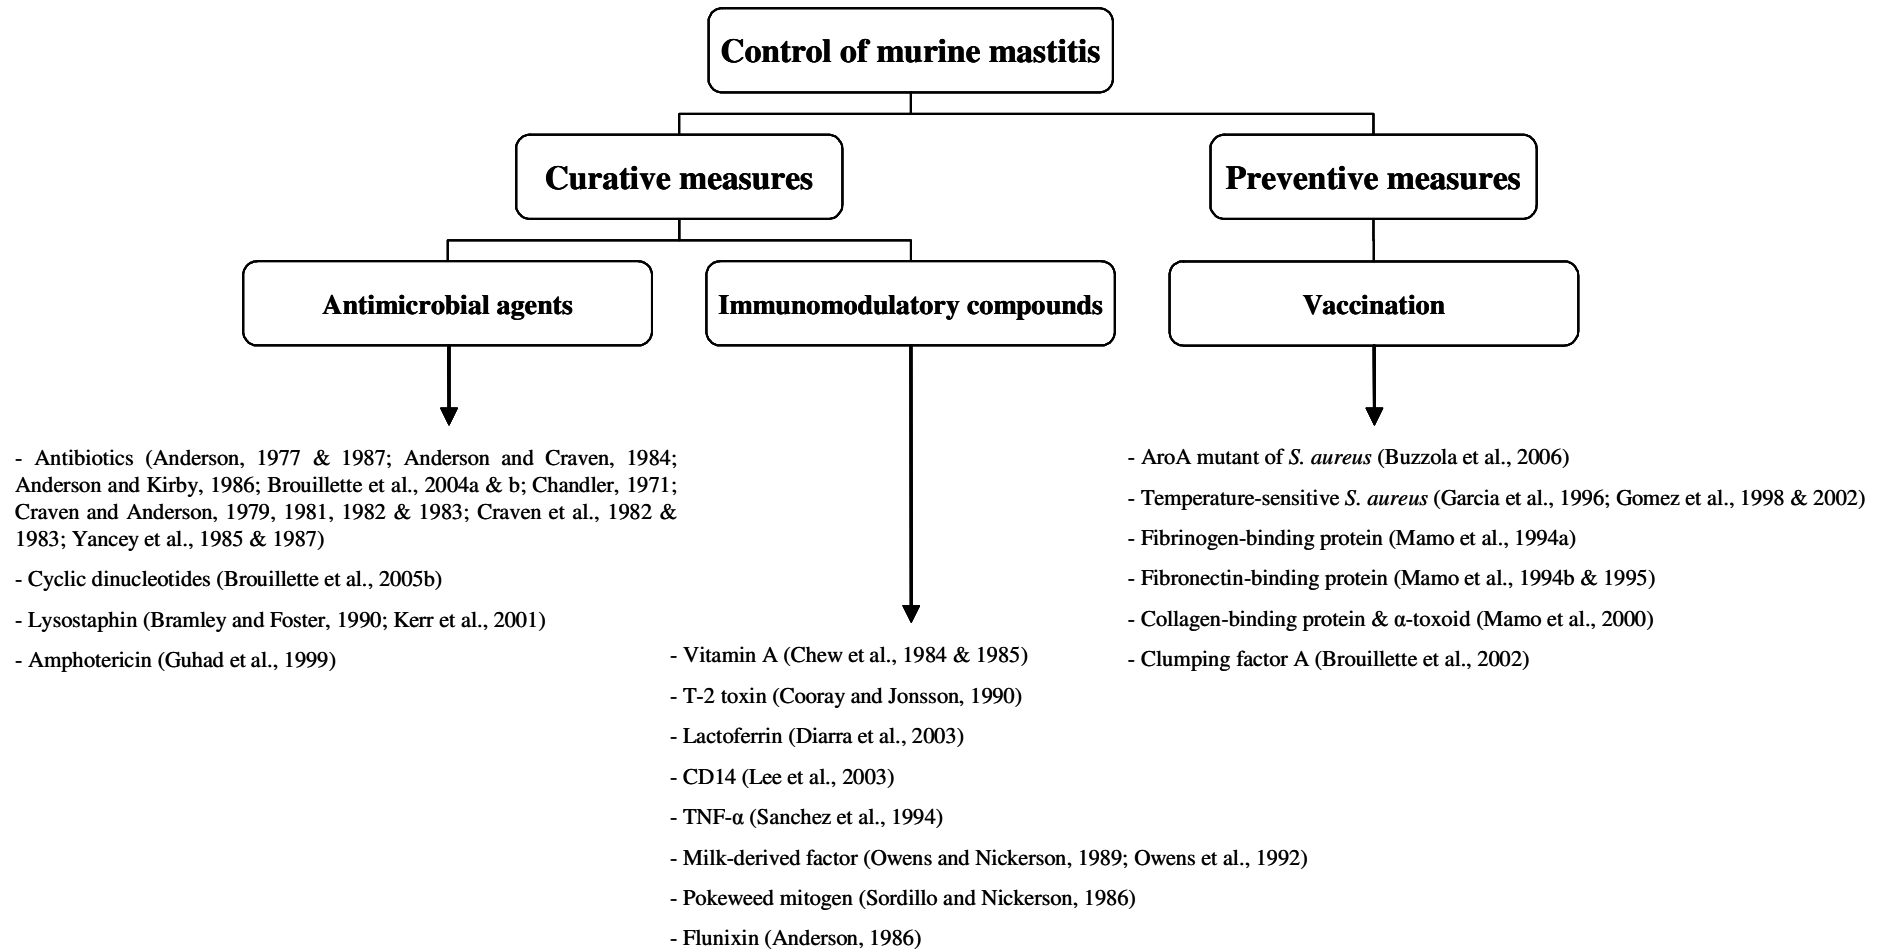 Control of murine mastitis
Curative measures
Preventive measures
Antimicrobial agents
Immunomodulatory compounds
Vaccination
- Antibiotics (Anderson, 1977 & 1987; Anderson and Craven, 1984;
Anderson and Kirby, 1986; Brouillette et al., 2004a & b; Chandler, 1971;
Craven and Anderson, 1979, 1981, 1982 & 1983; Craven et al., 1982 &
1983; Yancey et al., 1985 & 1987)
- Cyclic dinucleotides (Brouillette et al., 2005b)
- Lysostaphin (Bramley and Foster, 1990; Kerr et al., 2001)
- Amphotericin (Guhad et al., 1999)
- Vitamin A (Chew et al., 1984 & 1985)
- T-2 toxin (Cooray and Jonsson, 1990)
- Lactoferrin (Diarra et al., 2003)
- CD14 (Lee et al., 2003)
- TNF-α (Sanchez et al., 1994)
- Milk-derived factor (Owens and Nickerson, 1989; Owens et al., 1992)
- Pokeweed mitogen (Sordillo and Nickerson, 1986)
- Flunixin (Anderson, 1986)
- AroA mutant of S. aureus (Buzzola et al., 2006)
- Temperature-sensitive S. aureus (Garcia et al., 1996; Gomez et al., 1998 & 2002)
- Fibrinogen-binding protein (Mamo et al., 1994a)
- Fibronectin-binding protein (Mamo et al., 1994b & 1995)
- Collagen-binding protein & α-toxoid (Mamo et al., 2000)
- Clumping factor A (Brouillette et al., 2002)